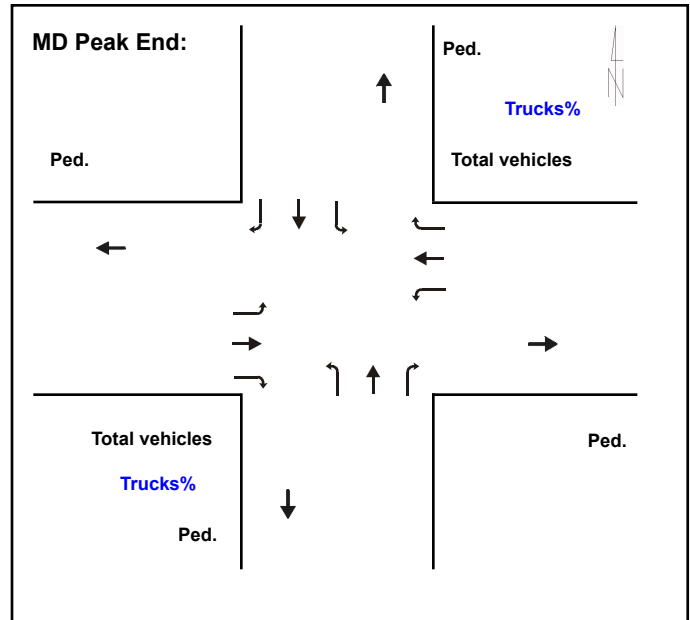 MD Peak End:
Ped.
Trucks%
Ped.
Total vehicles
N
Total vehicles
Ped.
Trucks%
Ped.